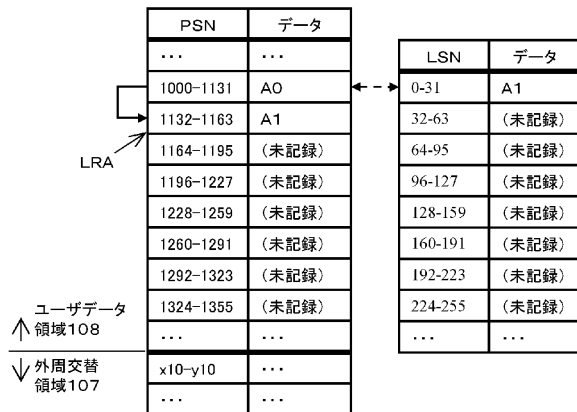 PSN データ
... ...
1000-1131 A0
1132-1163 A1
LRA
1164-1195 (未記録)
1196-1227 (未記録)
1228-1259 (未記録)
1260-1291 (未記録)
1292-1323 (未記録)
1324-1355 (未記録)
... ...
ユーザデータ
領域108
外周交替
領域107
x10-y10 ...
... ...
LSN データ
0-31 A1
32-63 (未記録)
64-95 (未記録)
96-127 (未記録)
128-159 (未記録)
160-191 (未記録)
192-223 (未記録)
224-255 (未記録)
... ...